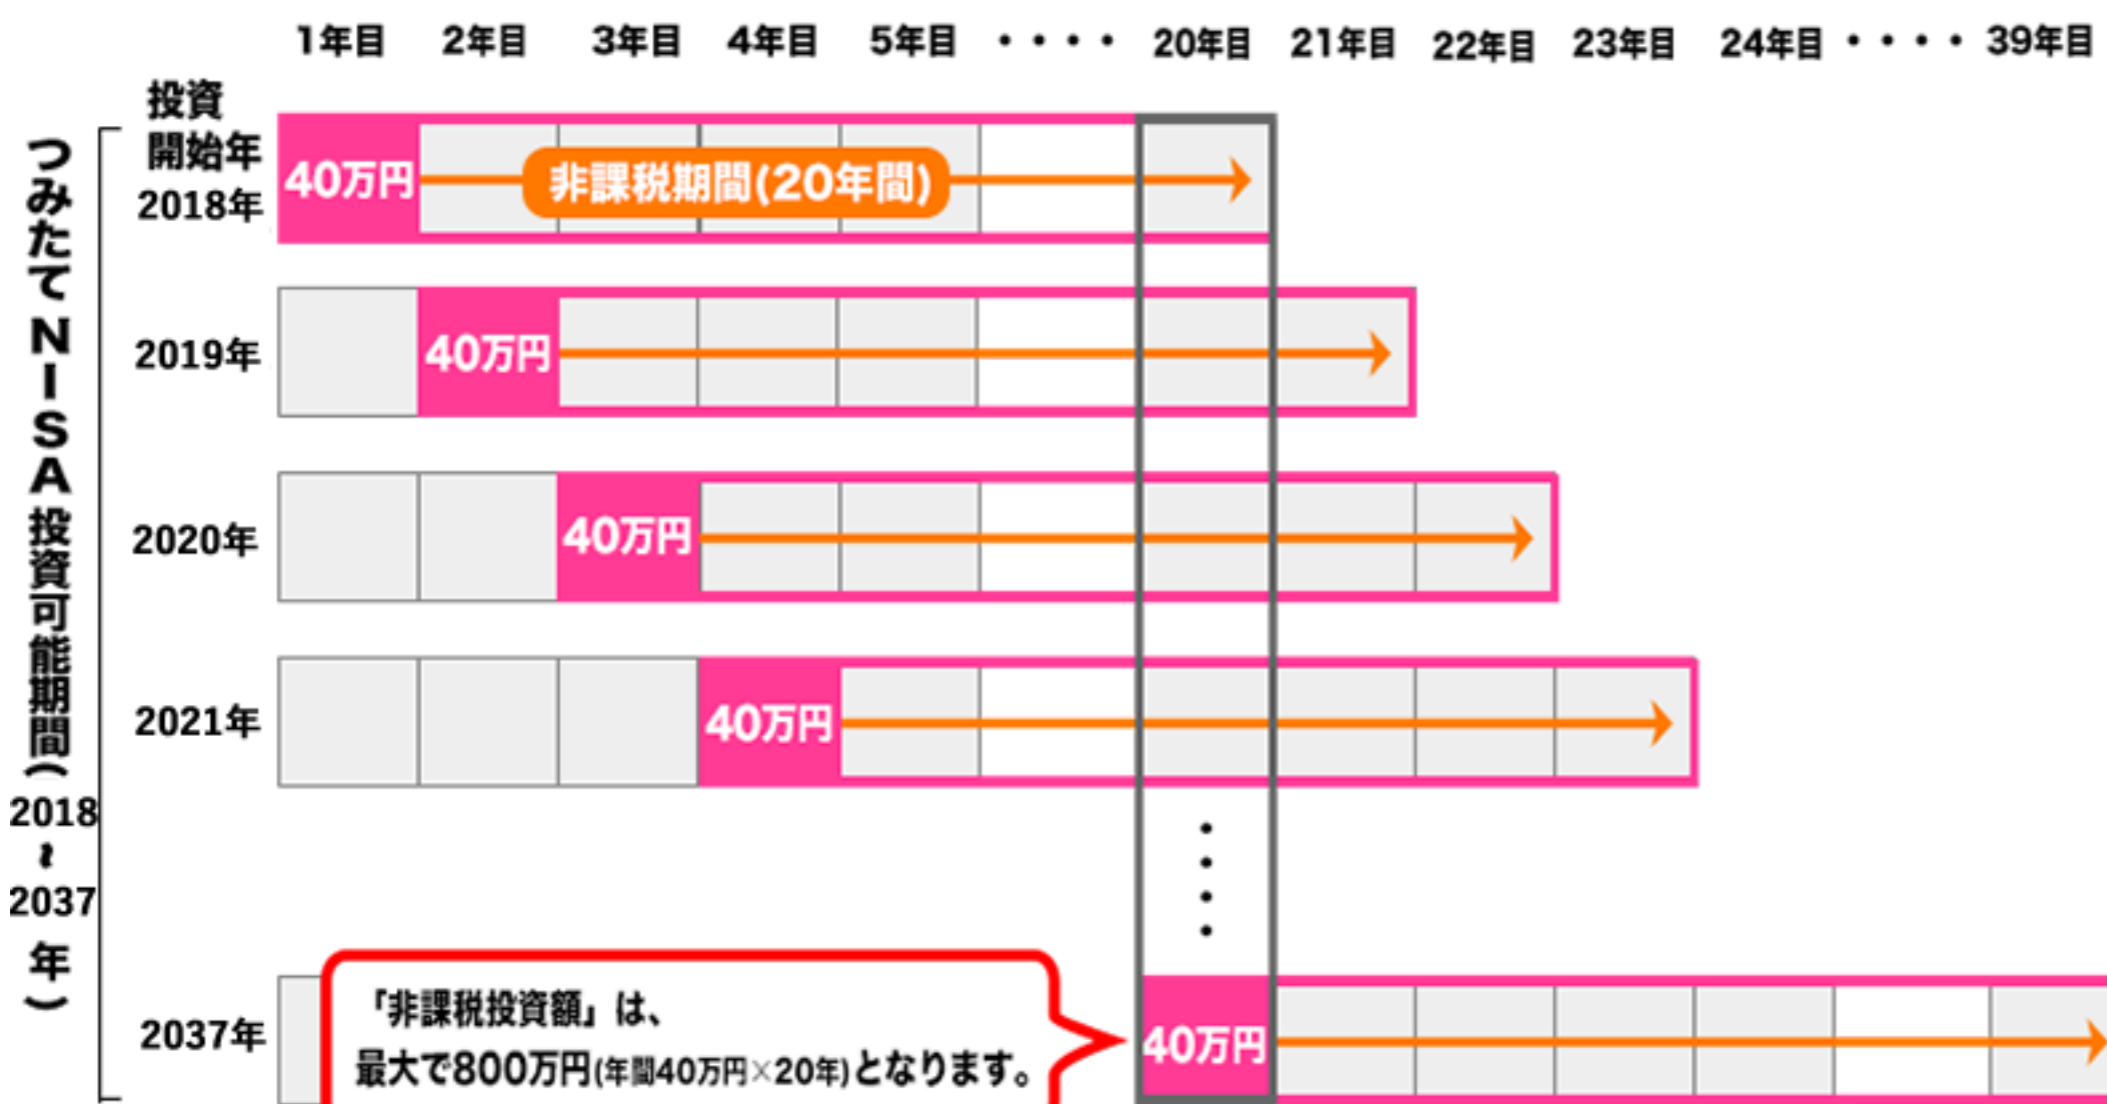 1年目 2年目 3年目 4年目 5年目 ・・・・ 20年目 21年目 22年目 23年目 24年目 ・・・・ 39年目
つみたてNISA投資可能期間(2018~2037年)
投資
開始年
2018年 40万円 非課税期間(20年間)
2019年 40万円
2020年 40万円
2021年 40万円
・・・・
2037年 40万円
「非課税投資額」は、
最大で800万円(年間40万円×20年)となります。